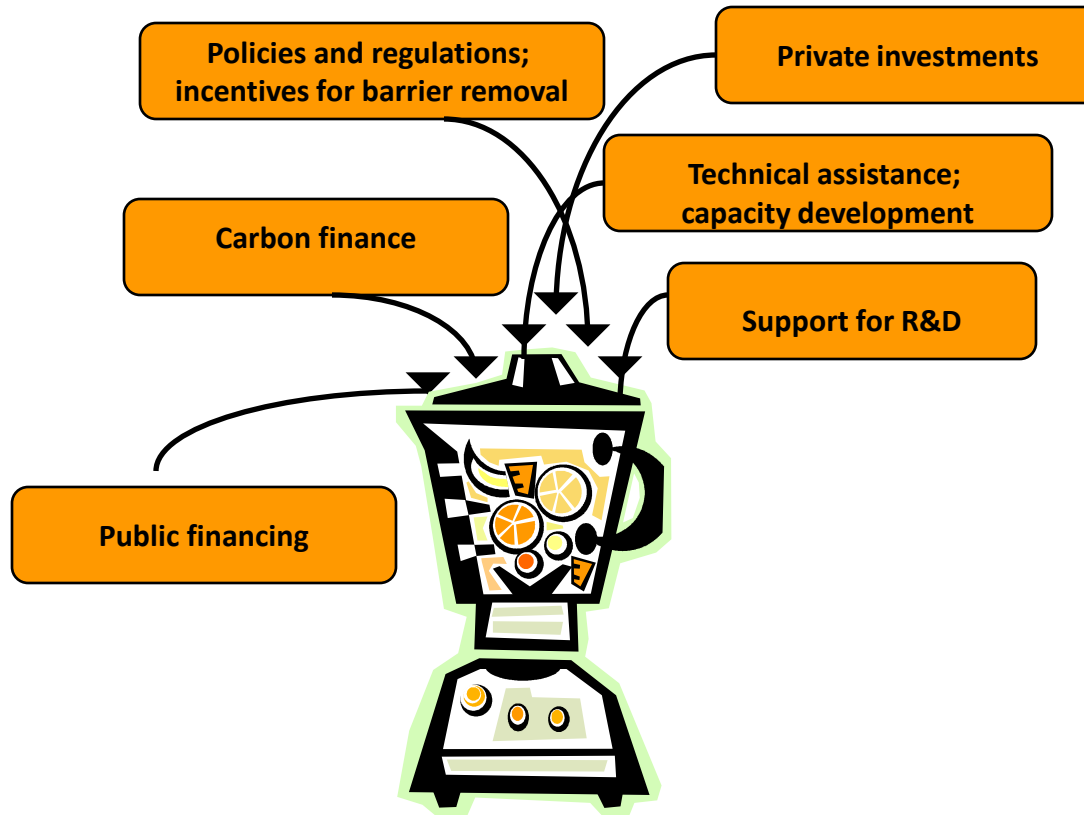 Policies and regulations;
incentives for barrier removal
Private investments
Technical assistance;
capacity development
Carbon finance
Support for R&D
Public financing